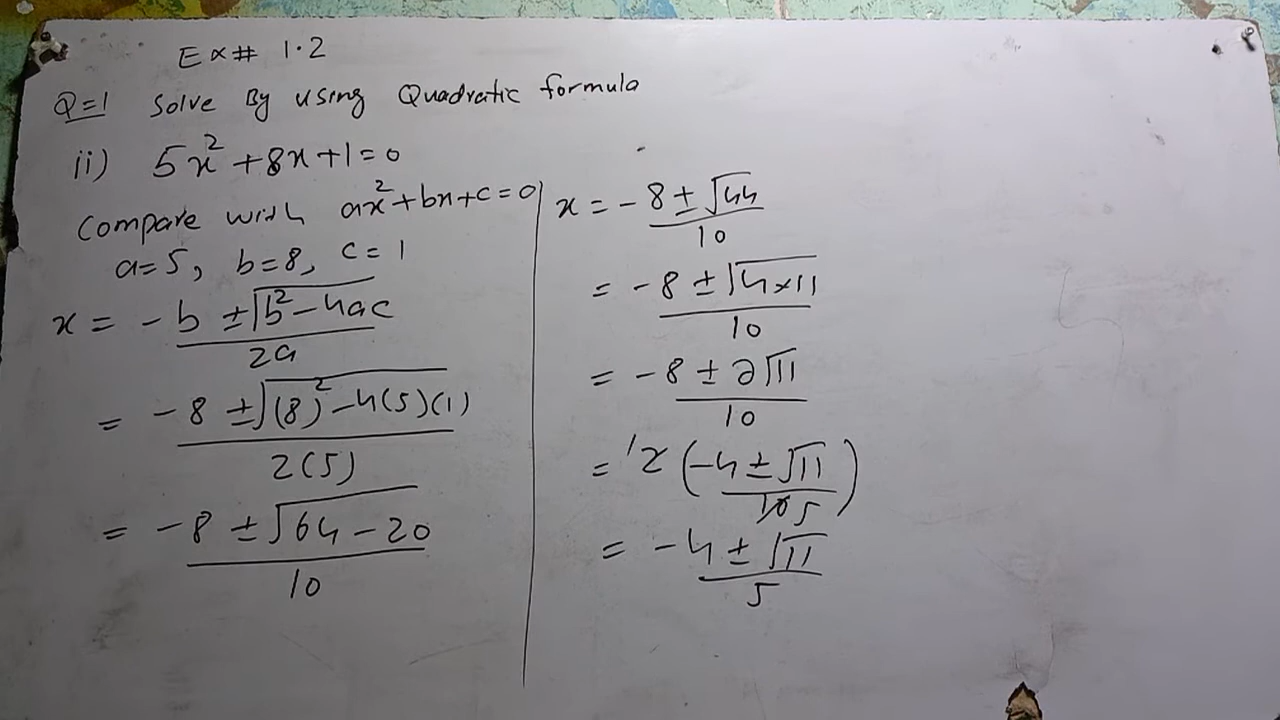 Ex# 1.2
Q=1 Solve By using Quadratic formula
ii) 5x² + 8x + 1 = 0
Compare with ax² + bx + c = 0
a = 5, b = 8, c = 1
x = -b ± √b² - 4ac / 2a
= -8 ± √(8)² - 4(5)(1) / 2(5)
= -8 ± √64 - 20 / 10
x = -8 ± √44 / 10
= -8 ± √4×11 / 10
= -8 ± 2√11 / 10
= ¹2 (-4 ± √11 / 10 5)
= -4 ± √11 / 5